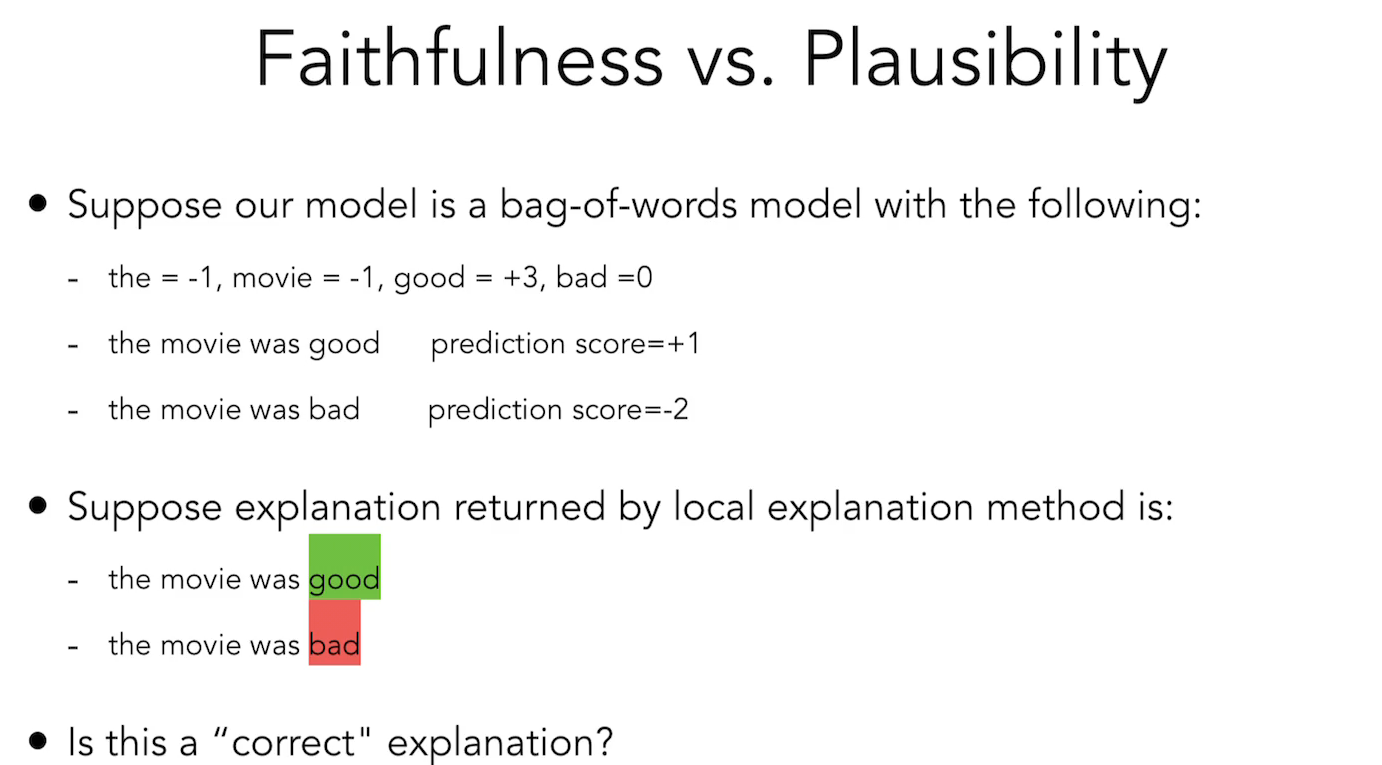 Faithfulness vs. Plausibility
• Suppose our model is a bag-of-words model with the following:
- the = -1, movie = -1, good = +3, bad =0
- the movie was good prediction score=+1
- the movie was bad prediction score=-2
• Suppose explanation returned by local explanation method is:
- the movie was good
- the movie was bad
• Is this a “correct" explanation?